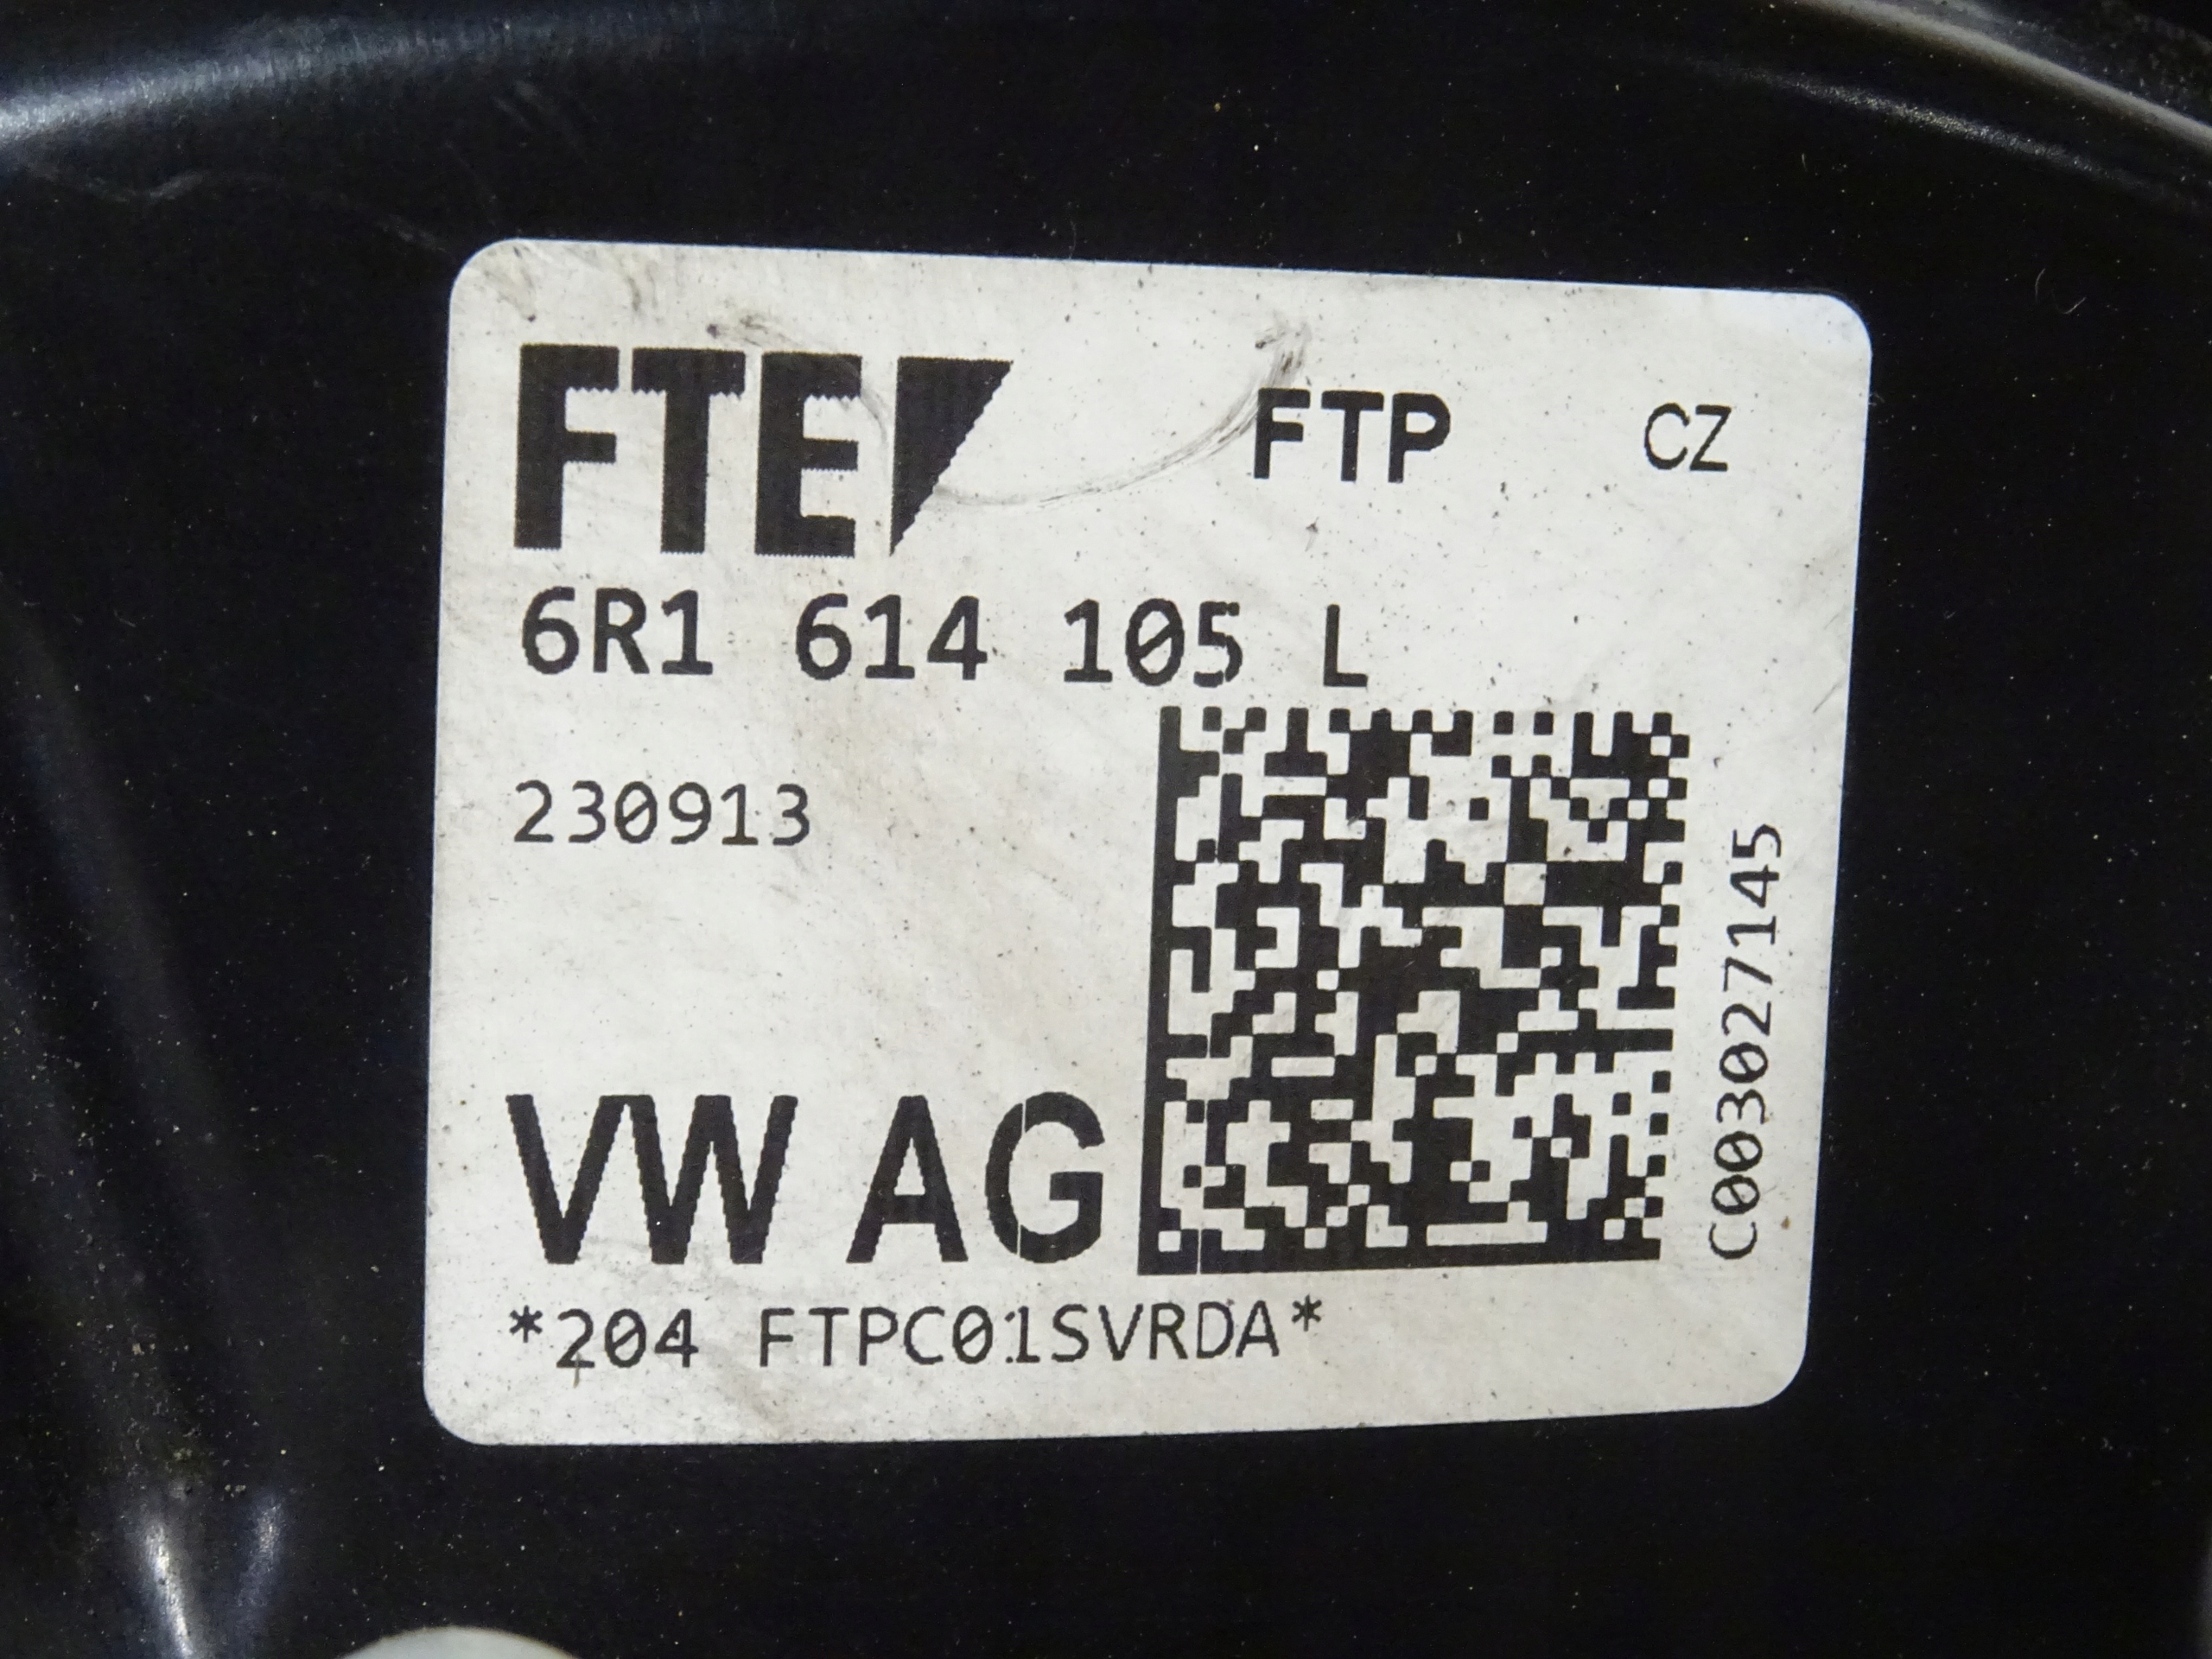 FTE FTP CZ
6R1 614 105 L
230913
C003027145
VW AG
*204 FTPC01SVRDA*